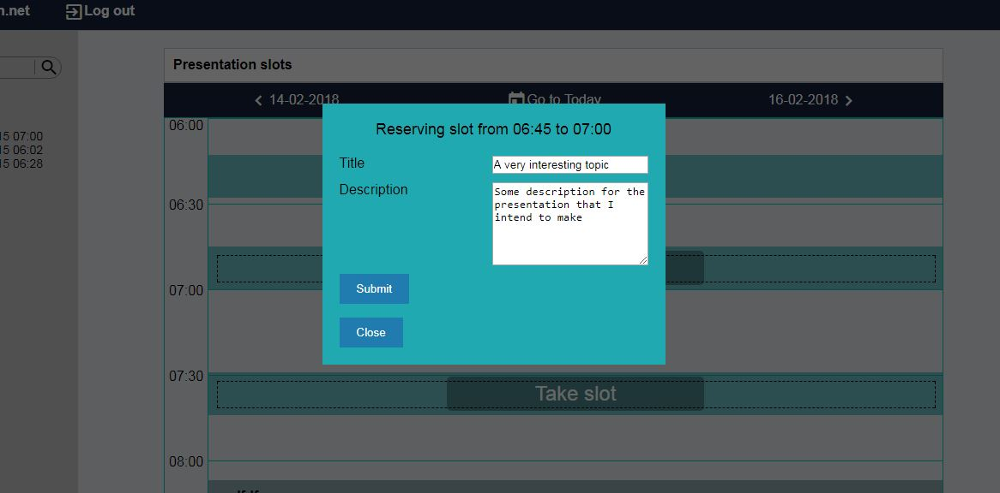 n.net Log out
Presentation slots
14-02-2018 Go to Today 16-02-2018
15 07:00
15 06:02
15 06:28
06:00
06:30
07:00
07:30
08:00
Reserving slot from 06:45 to 07:00
Title A very interesting topic
Description Some description for the
presentation that I
intend to make
Submit
Close
Take slot